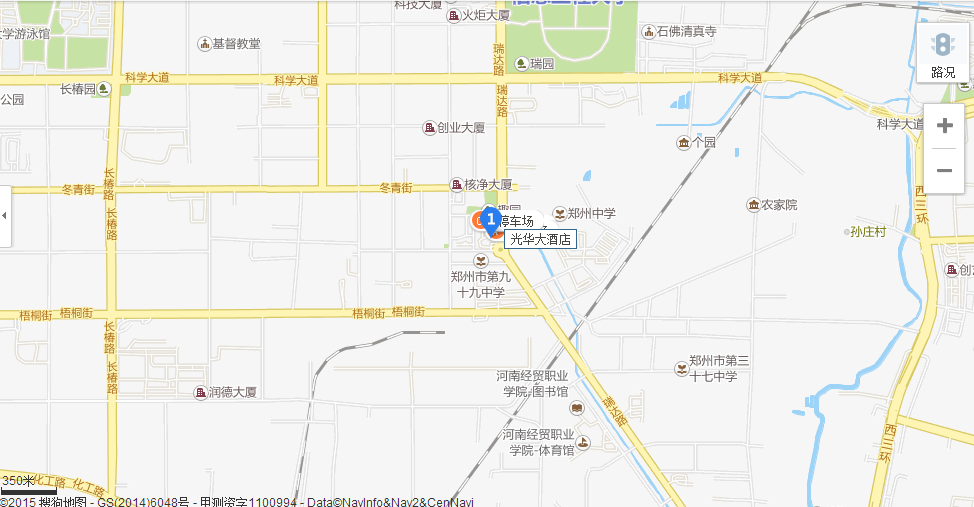 科技大厦
火炬大厦
大学游泳馆
基督教堂
石佛清真寺
瑞达路
瑞园
路况
科学大道
科学大道
科学大道
长椿园
公园
瑞达路
创业大厦
科学大道
个园
长椿路
冬青街
冬青街
核净大厦
西三环
农家院
趣园
郑州中学
长椿路
1
停车场
光华大酒店
孙庄村
郑州市第九
十九中学
梧桐街
梧桐街
梧桐街
梧桐街
长椿路
长椿路
郑州市第三
十七中学
河南经贸职业
学院-图书馆
润德大厦
瑞达路
河南经贸职业
学院-体育馆
西三环
化工路
化工路
350米
©2015 搜狗地图 - GS(2014)6048号 - 甲测资字1100994 - Data©NavInfo&Nav2&CenNavi